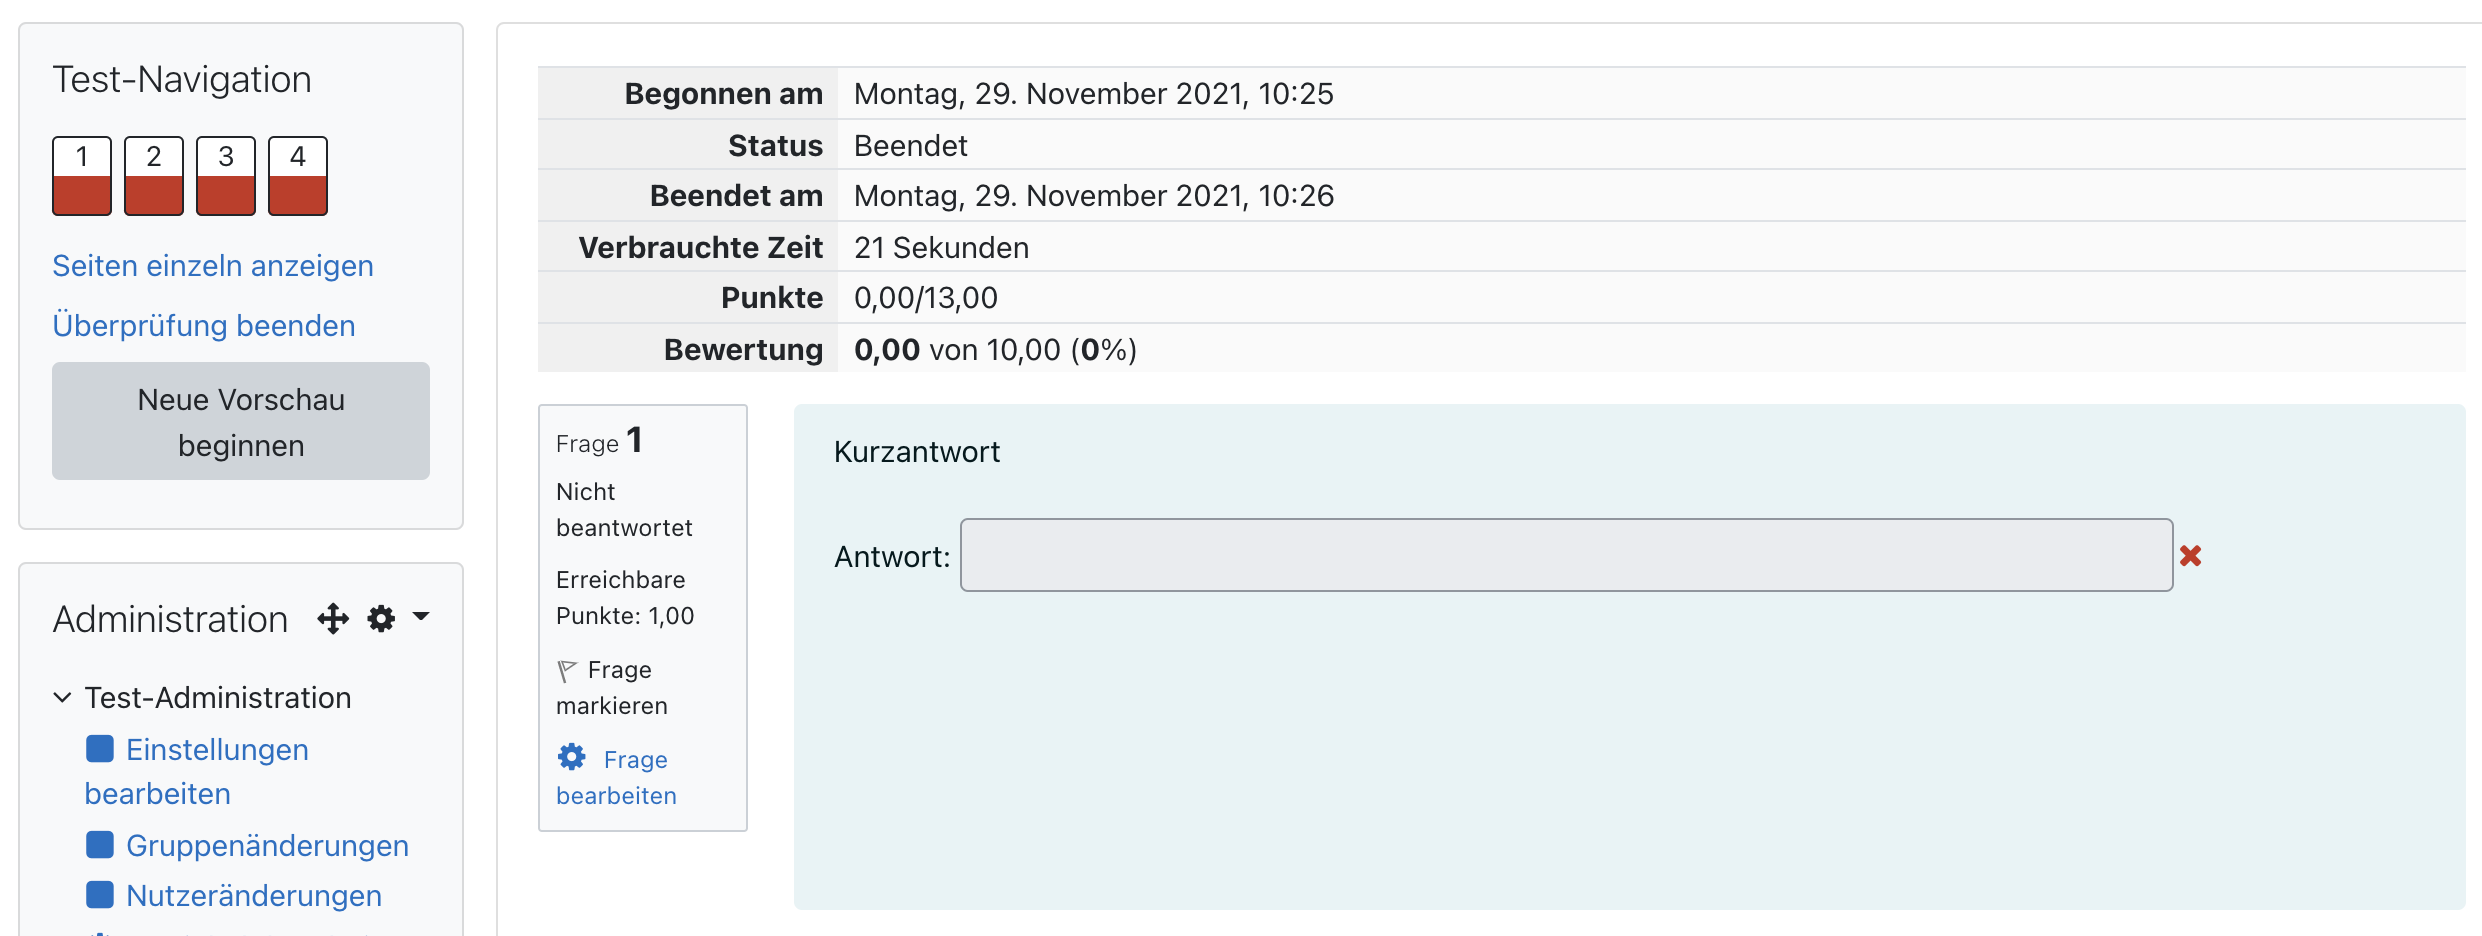 Test-Navigation
1 2 3 4
Seiten einzeln anzeigen
Überprüfung beenden
Neue Vorschau
beginnen
Administration
Test-Administration
Einstellungen
bearbeiten
Gruppenänderungen
Nutzeränderungen
Begonnen am Montag, 29. November 2021, 10:25
Status Beendet
Beendet am Montag, 29. November 2021, 10:26
Verbrauchte Zeit 21 Sekunden
Punkte 0,00/13,00
Bewertung 0,00 von 10,00 (0%)
Frage 1
Nicht
beantwortet
Erreichbare
Punkte: 1,00
Frage
markieren
Frage
bearbeiten
Kurzantwort
Antwort: